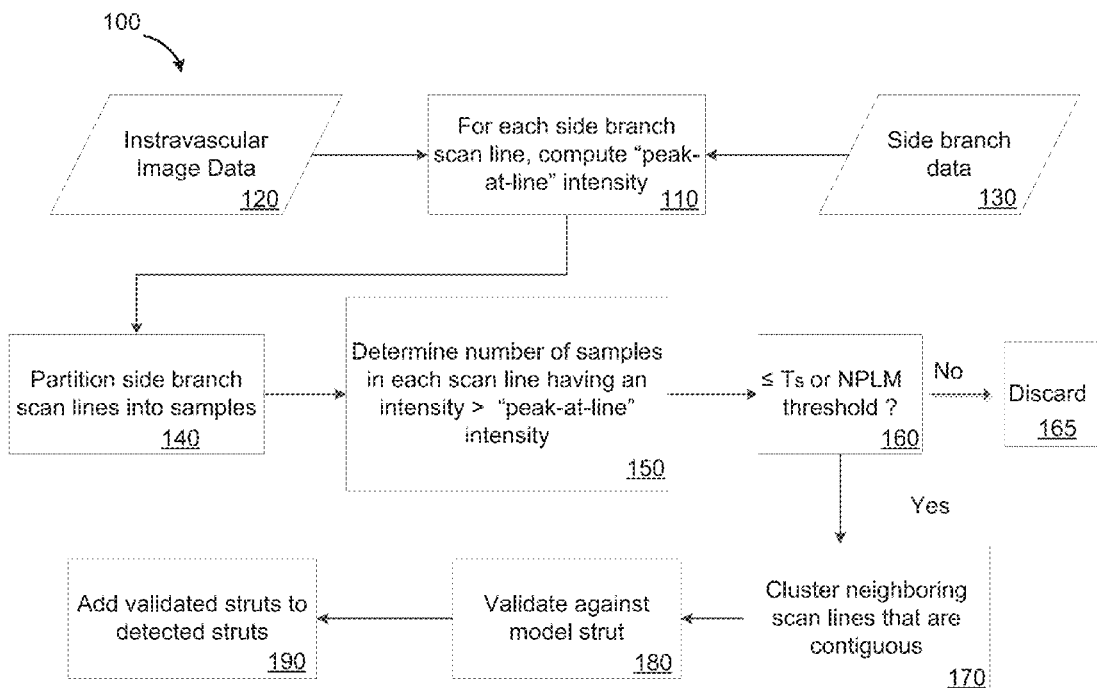 100
Instravascular
Image Data
120
For each side branch
scan line, compute “peak-
at-line” intensity
110
Side branch
data
130
Partition side branch
scan lines into samples
140
Determine number of samples
in each scan line having an
intensity > “peak-at-line”
intensity
150
≤ Ts or NPLM
threshold ?
160
No
Discard
165
Yes
Cluster neighboring
scan lines that are
contiguous
170
Validate against
model strut
180
Add validated struts to
detected struts
190